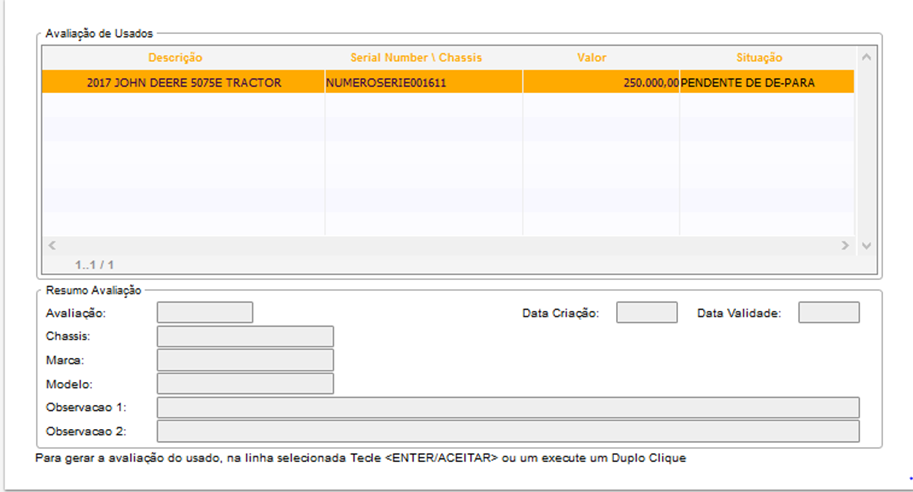 Avaliação de Usados
Descrição Serial Number \ Chassis Valor Situação
2017 JOHN DEERE 5075E TRACTOR NUMEROSERIE001611 250.000,00 PENDENTE DE DE-PARA
1..1 / 1
Resumo Avaliação
Avaliação: Data Criação: Data Validade:
Chassis:
Marca:
Modelo:
Observacao 1:
Observacao 2:
Para gerar a avaliação do usado, na linha selecionada Tecle <ENTER/ACEITAR> ou um execute um Duplo Clique